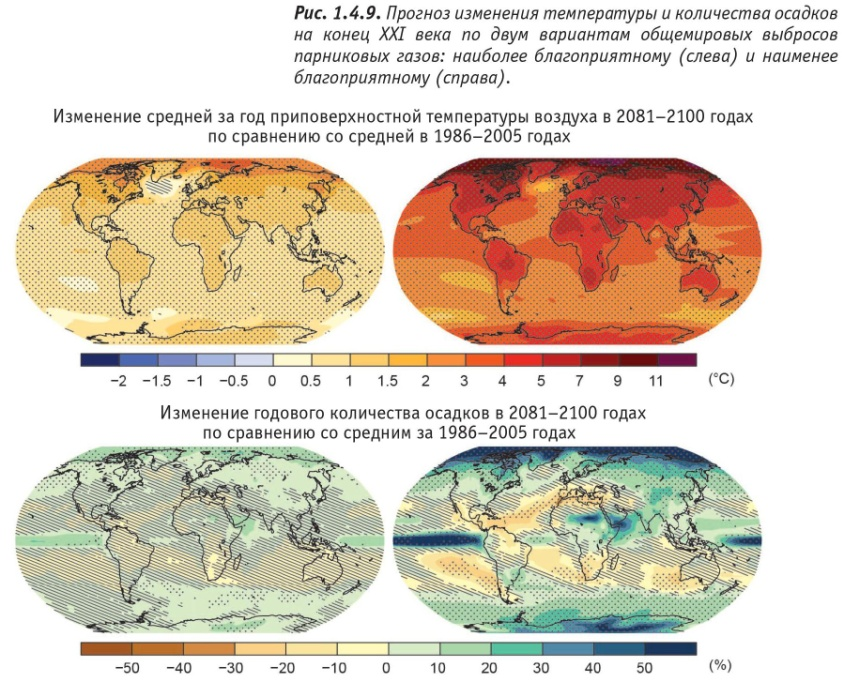 Рис. 1.4.9. Прогноз изменения температуры и количества осадков
на конец XXI века по двум вариантам общемировых выбросов
парниковых газов: наиболее благоприятному (слева) и наименее
благоприятному (справа).
Изменение средней за год приповерхностной температуры воздуха в 2081–2100 годах
по сравнению со средней в 1986–2005 годах
−2 −1.5 −1 −0.5 0 0.5 1 1.5 2 3 4 5 7 9 11 (°C)
Изменение годового количества осадков в 2081–2100 годах
по сравнению со средним за 1986–2005 годах
−50 −40 −30 −20 −10 0 10 20 30 40 50 (%)